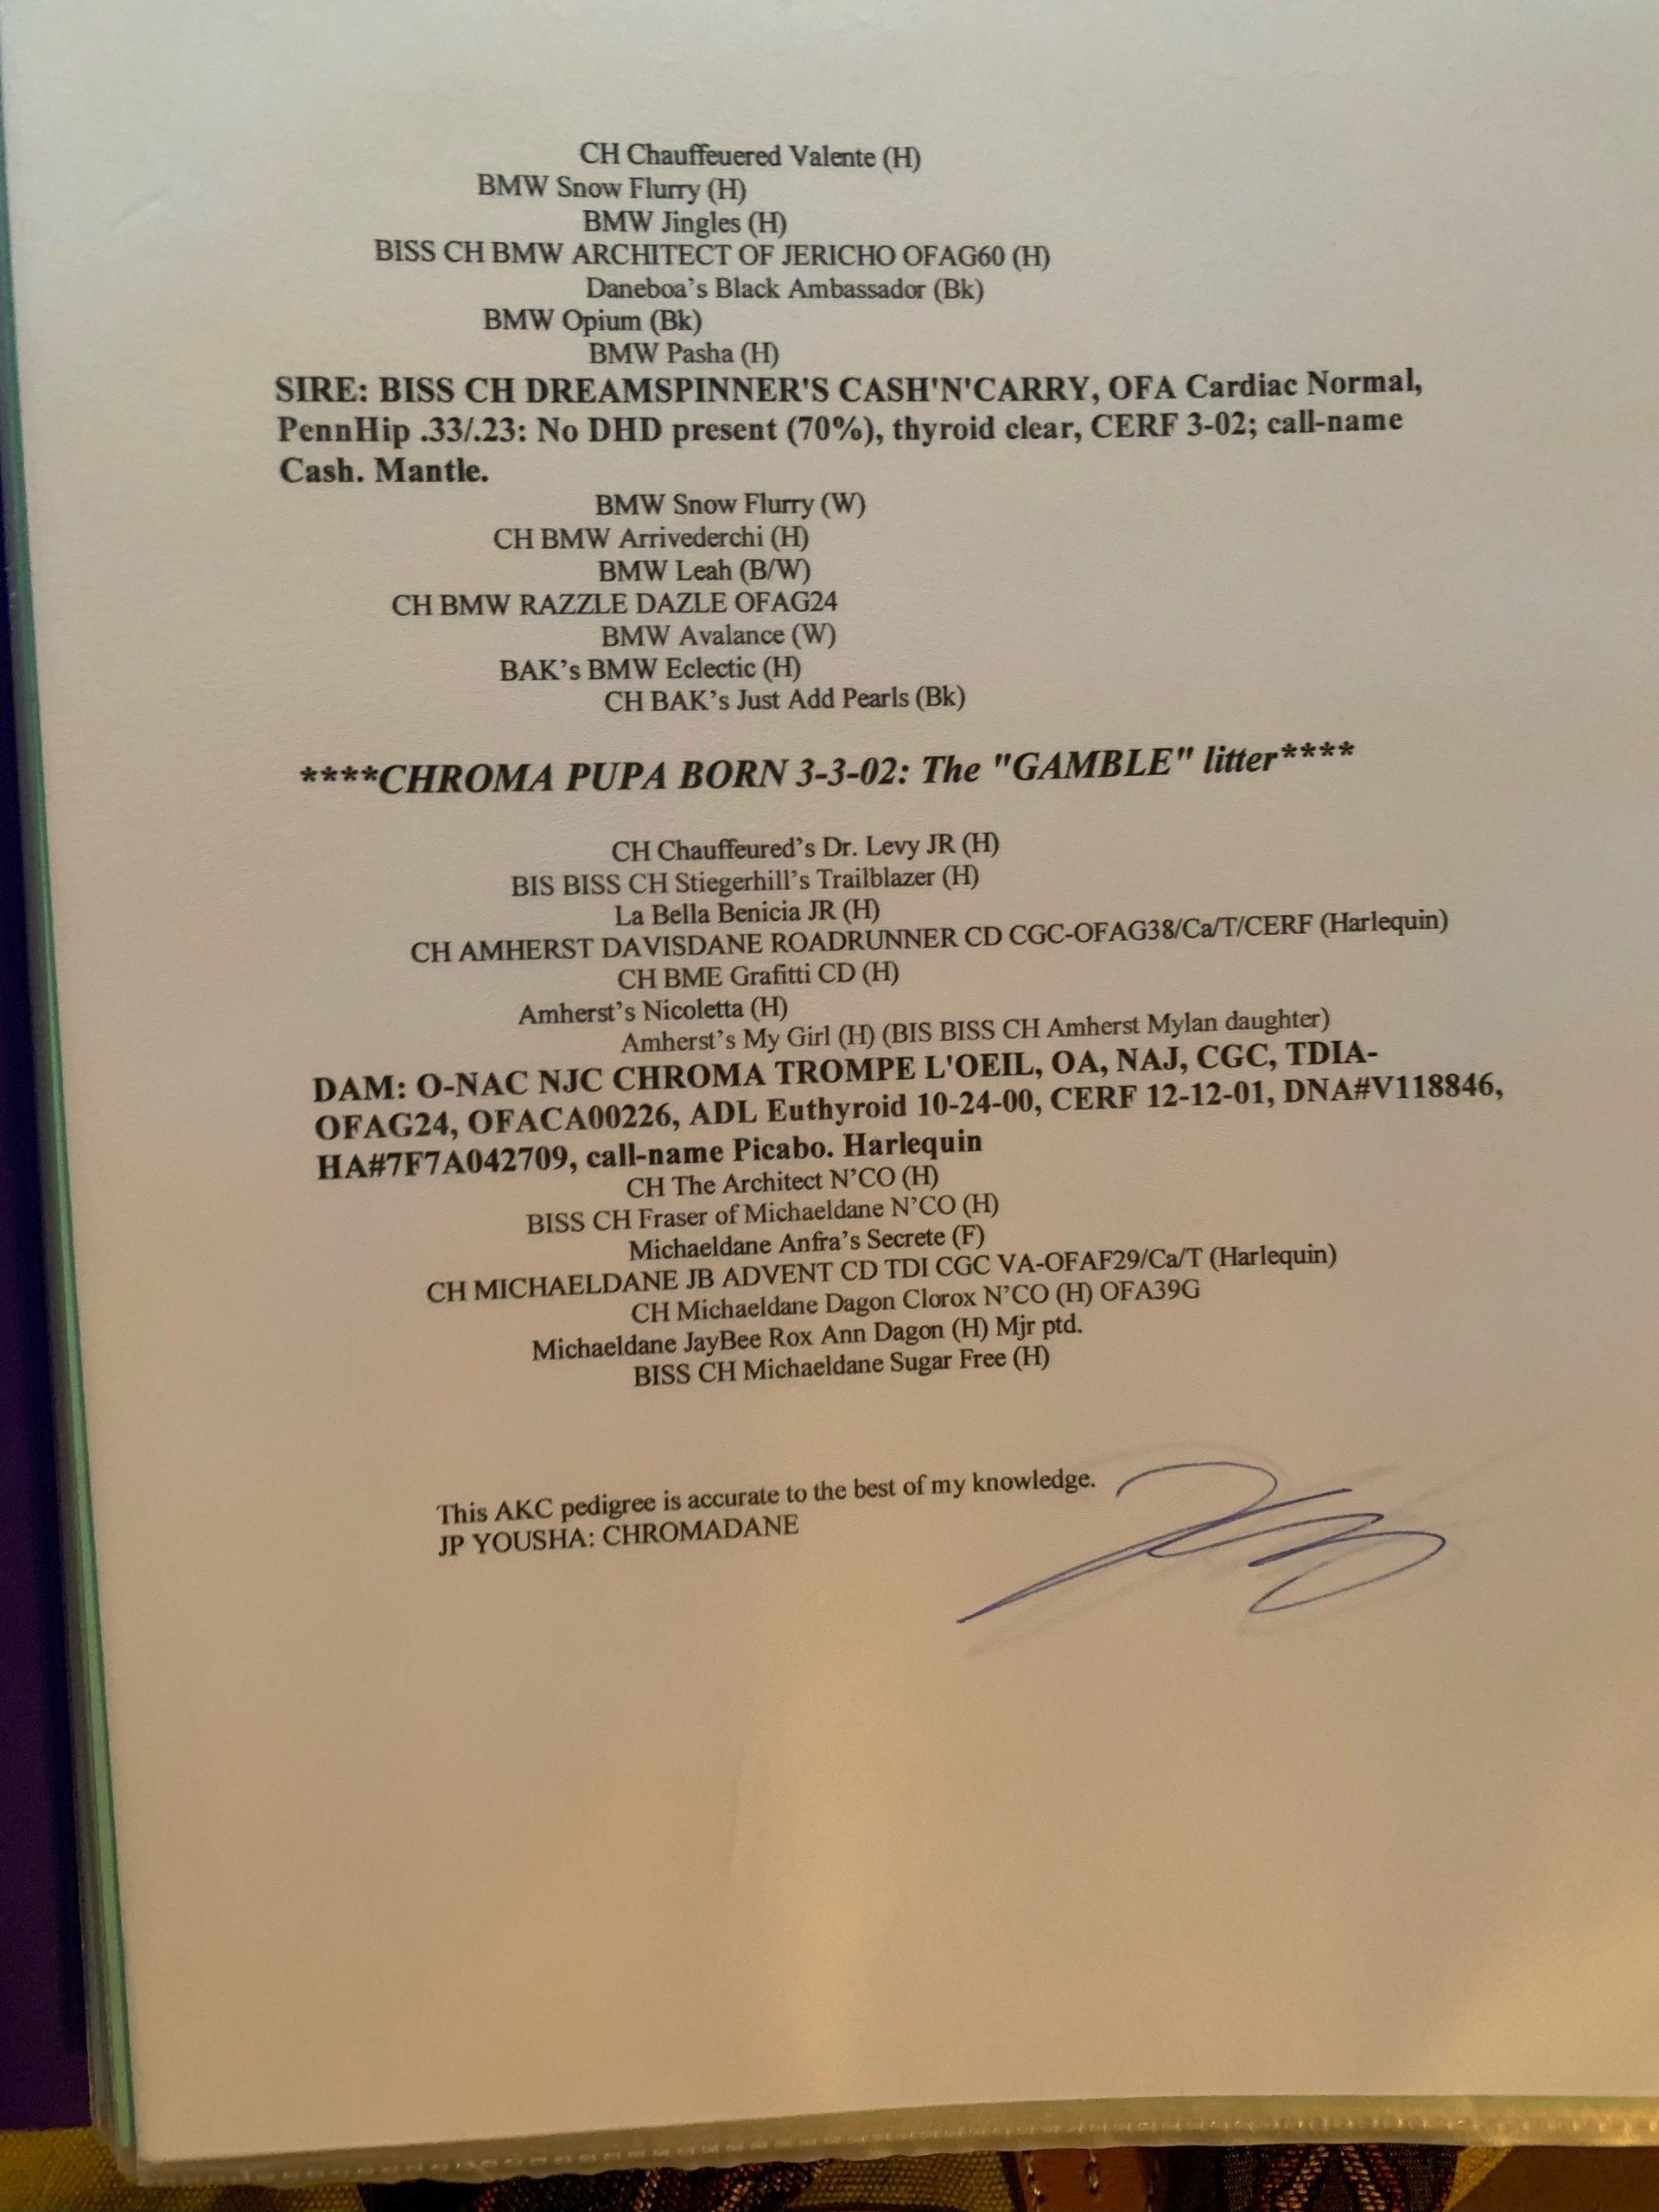 CH Chauffeuered Valente (H)
BMW Snow Flurry (H)
BMW Jingles (H)
BISS CH BMW ARCHITECT OF JERICHO OFAG60 (H)
Daneboa's Black Ambassador (Bk)
BMW Opium (Bk)
BMW Pasha (H)
SIRE: BISS CH DREAMSPINNER'S CASH'N'CARRY, OFA Cardiac Normal,
PennHip .33/.23: No DHD present (70%), thyroid clear, CERF 3-02; call-name
Cash. Mantle.
BMW Snow Flurry (W)
CH BMW Arrivederchi (H)
BMW Leah (B/W)
CH BMW RAZZLE DAZLE OFAG24
BMW Avalance (W)
BAK's BMW Eclectic (H)
CH BAK's Just Add Pearls (Bk)
****CHROMA PUPA BORN 3-3-02: The "GAMBLE" litter****
CH Chauffeured's Dr. Levy JR (H)
BIS BISS CH Stiegerhill's Trailblazer (H)
La Bella Benicia JR (H)
CH AMHERST DAVISDANE ROADRUNNER CD CGC-OFAG38/Ca/T/CERF (Harlequin)
CH BME Grafitti CD (H)
Amherst's Nicoletta (H)
Amherst's My Girl (H) (BIS BISS CH Amherst Mylan daughter)
DAM: O-NAC NJC CHROMA TROMPE L'OEIL, OA, NAJ, CGC, TDIA-
OFAG24, OFACA00226, ADL Euthyroid 10-24-00, CERF 12-12-01, DNA#V118846,
HA#7F7A042709, call-name Picabo. Harlequin
CH The Architect N'CO (H)
BISS CH Fraser of Michaeldane N'CO (H)
Michaeldane Anfra's Secrete (F)
CH MICHAELDANE JB ADVENT CD TDI CGC VA-OFAF29/Ca/T (Harlequin)
CH Michaeldane Dagon Clorox N'CO (H) OFA39G
Michaeldane JayBee Rox Ann Dagon (H) Mjr ptd.
BISS CH Michaeldane Sugar Free (H)
This AKC pedigree is accurate to the best of my knowledge.
JP YOUSHA: CHROMADANE